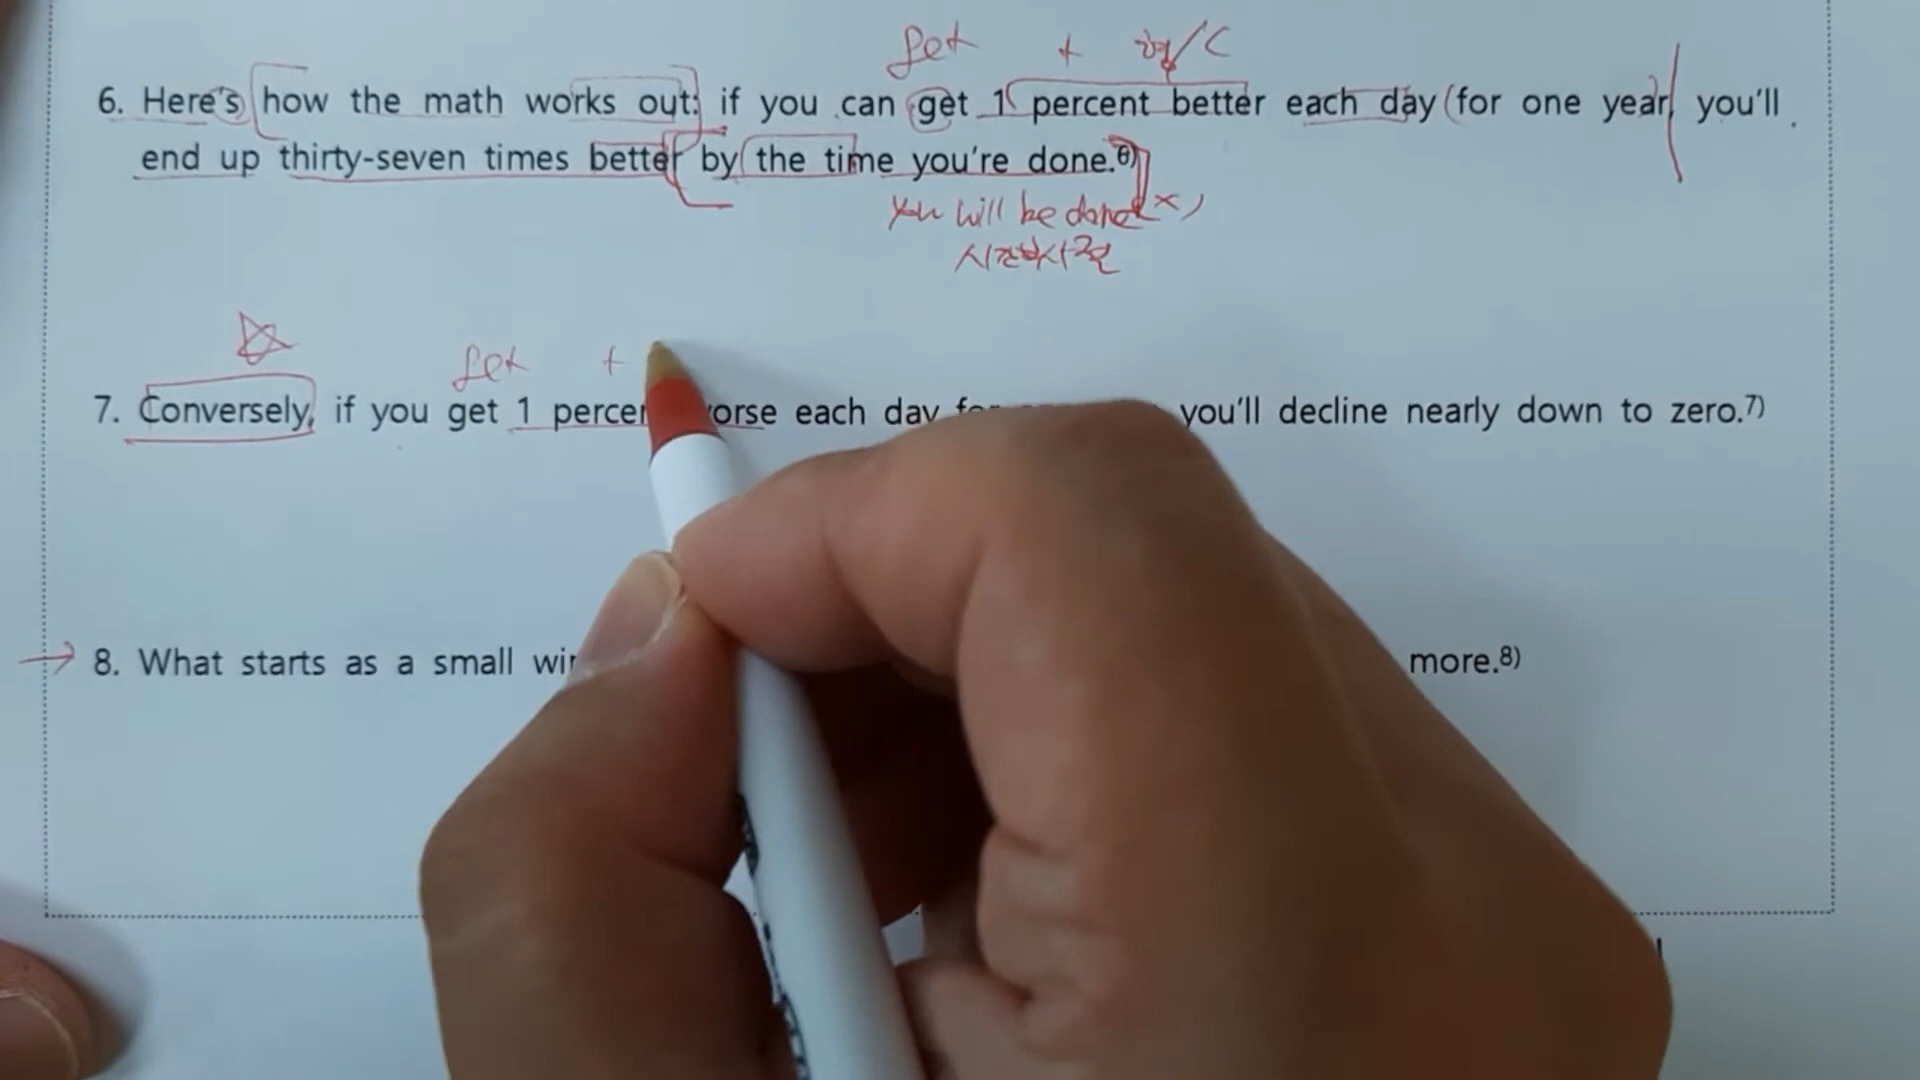 get + 형/C
6. Here's how the math works out: if you can get 1 percent better each day (for one year, you'll
end up thirty-seven times better by the time you're done.6)
you will be done x)
시간부사절
get +
7. Conversely, if you get 1 each day you'll decline nearly down to zero.7)
→ 8. What starts as a small more.8)